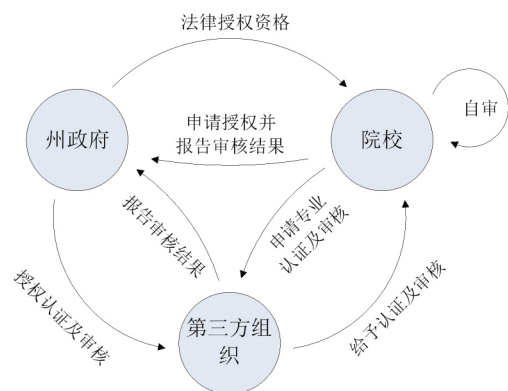 法律授权资格
州政府
申请授权并
报告审核结果
院校
自审
报告审核结果
申请专业
认证及审核
授权认证及审核
第三方组
织
给予认证及审核